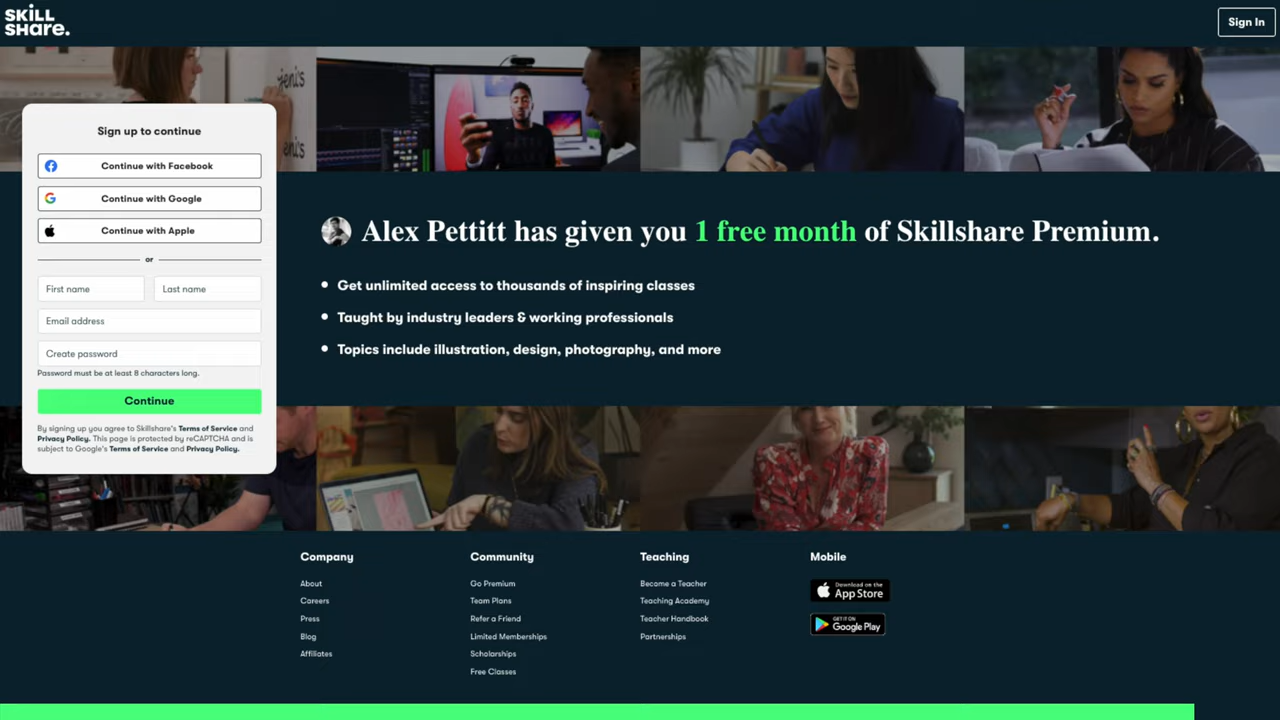 SKILL
SHARE.
Sign In
jeni's
Sign up to continue
Continue with Facebook
Continue with Google
Continue with Apple
or
First name
Last name
Email address
Create password
Password must be at least 8 characters long.
Continue
By signing up you agree to Skillshare's Terms of Service and
Privacy Policy. This page is protected by reCAPTCHA and is
subject to Google's Terms of Service and Privacy Policy.
Alex Pettitt has given you 1 free month of Skillshare Premium.
Get unlimited access to thousands of inspiring classes
Taught by industry leaders & working professionals
Topics include illustration, design, photography, and more
Company
About
Careers
Press
Blog
Affiliates
Community
Go Premium
Team Plans
Refer a Friend
Limited Memberships
Scholarships
Free Classes
Teaching
Become a Teacher
Teaching Academy
Teacher Handbook
Partnerships
Mobile
Download on the
App Store
GET IT ON
Google Play